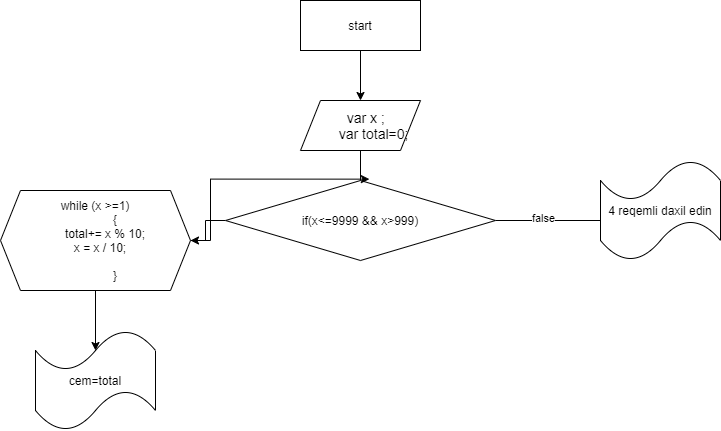 start
var x ;
var total=0;
if(x<=9999 && x>999)
false
4 reqemli daxil edin
while (x >=1)
{
total+= x % 10;
x = x / 10;
}
cem=total